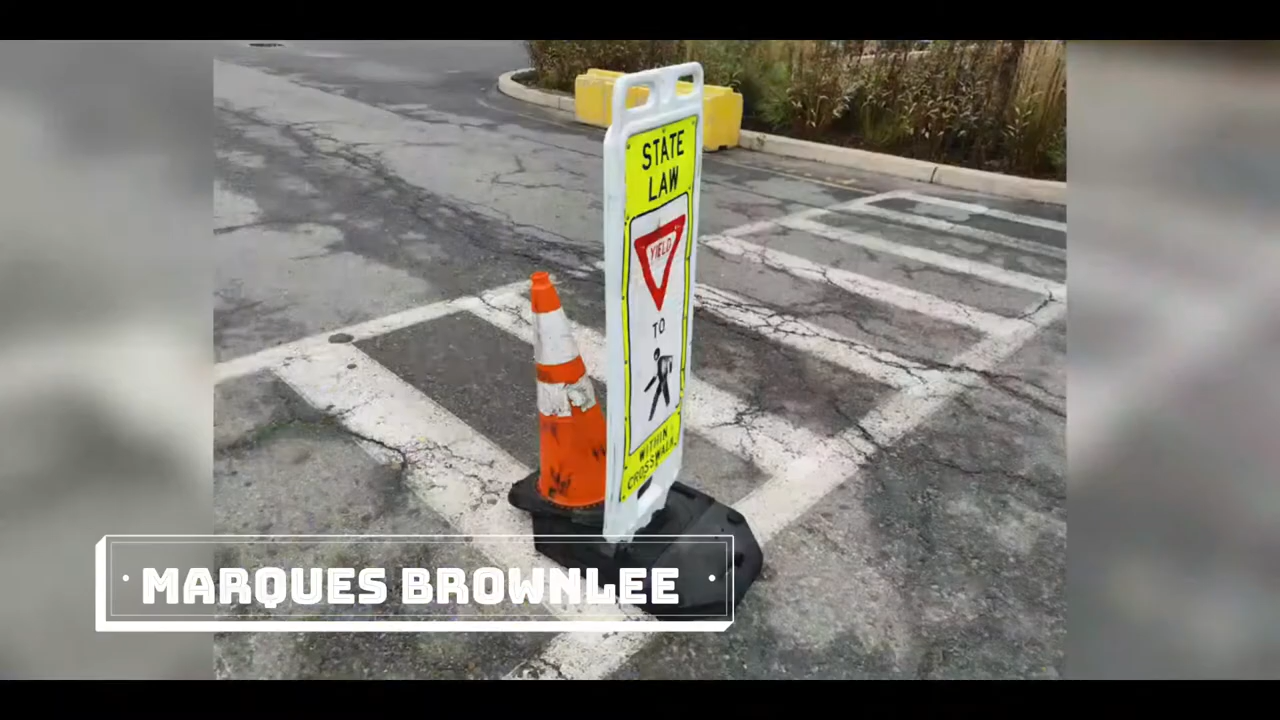 STATE
LAW
YIELD
TO
WITHIN
CROSSWALK
MARQUES BROWNLEE